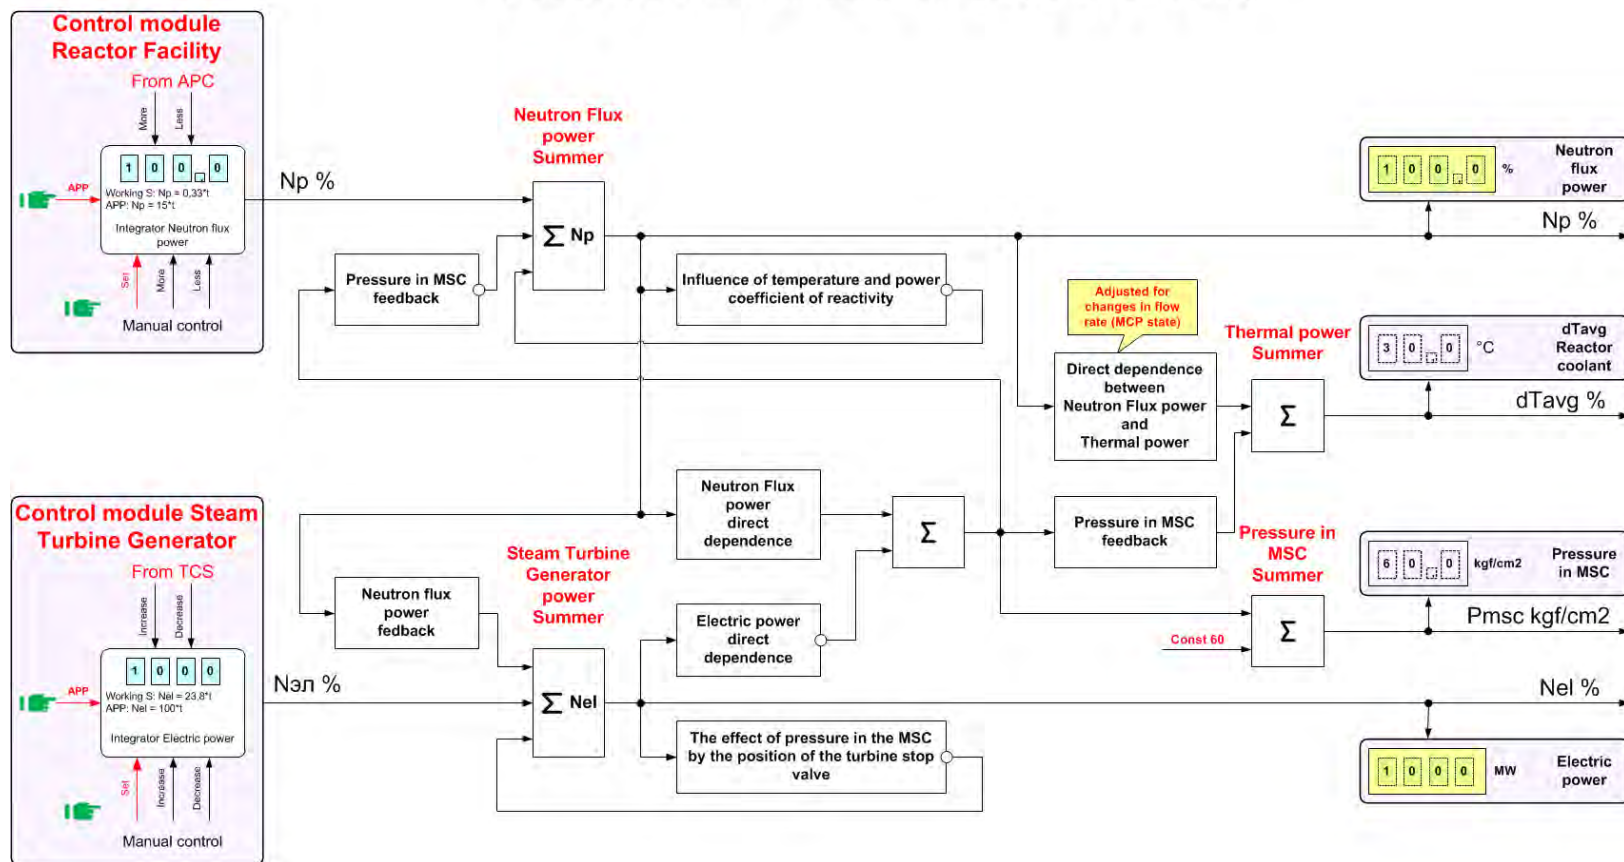 Control module
Reactor Facility
From APC
More
Less
1 0 0 . 0
APP
Working S: Np = 0,33*t
APP: Np = 15*t
Integrator Neutron flux
power
Set
More
Less
Manual control
Np %
Neutron Flux
power
Summer
Σ Np
Pressure in MSC
feedback
Influence of temperature and power
coefficient of reactivity
Adjusted for
changes in flow
rate (MCP state)
Direct dependence
between
Neutron Flux power
and
Thermal power
Thermal power
Summer
Σ
1 0 0 . 0
%
Neutron
flux
power
Np %
3 0 . 0
°C
dTavg
Reactor
coolant
dTavg %
Control module Steam
Turbine Generator
From TCS
Increase
Decrease
1 0 0 0
APP
Working S: Nel = 23,8*t
APP: Nel = 100*t
Integrator Electric power
Set
Increase
Decrease
Manual control
Nэл %
Neutron flux
power
fedback
Steam Turbine
Generator
power
Summer
Σ Nel
Neutron Flux
power
direct
dependence
Electric power
direct
dependence
The effect of pressure in the MSC
by the position of the turbine stop
valve
Σ
Pressure in MSC
feedback
Pressure in
MSC
Summer
Const 60
Σ
6 0 . 0
kgf/cm2
Pressure
in MSC
Pmsc kgf/cm2
Nel %
1 0 0 0
MW
Electric
power